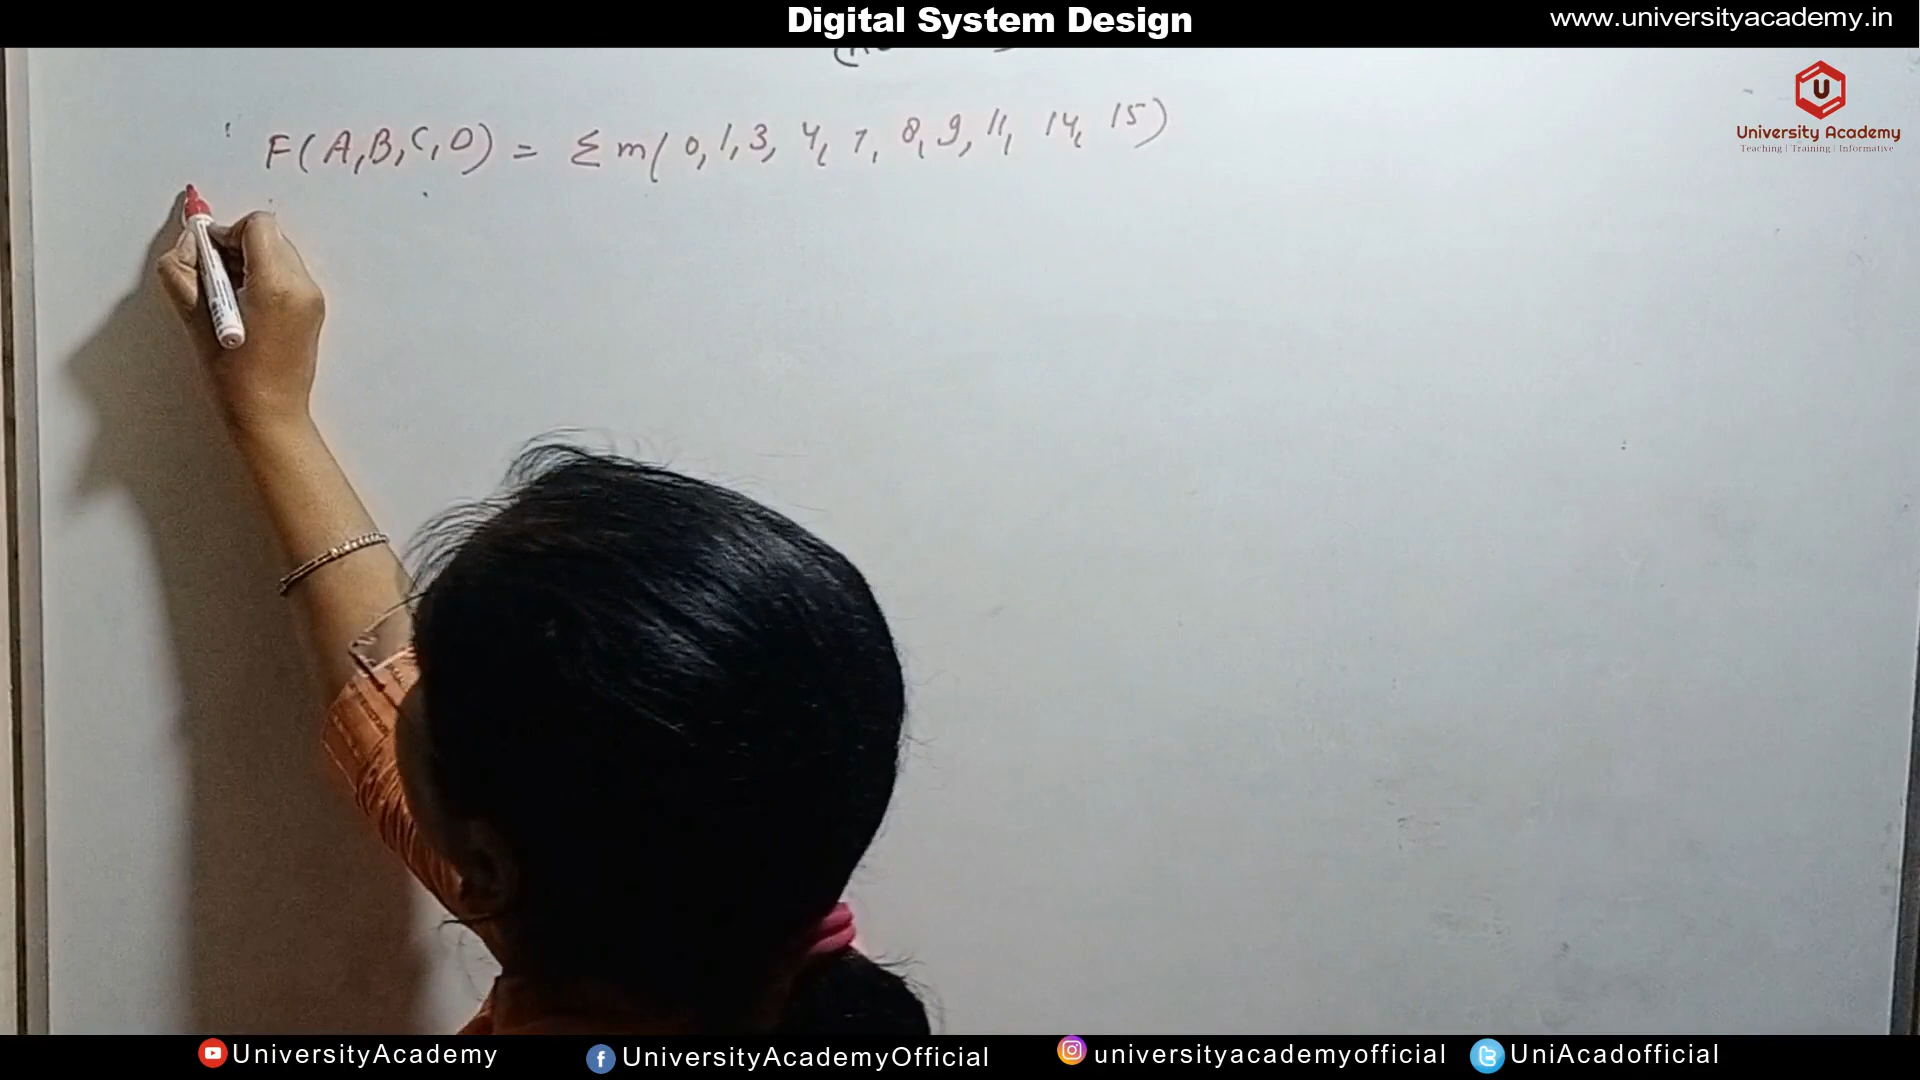 Digital System Design
www.universityacademy.in
F(A,B,C,D) = Σm(0,1,3,4,7,8,9,11,14,15)
U
University Academy
Teaching | Training | Informative
UniversityAcademy
UniversityAcademyOfficial
universityacademyofficial
UniAcadofficial